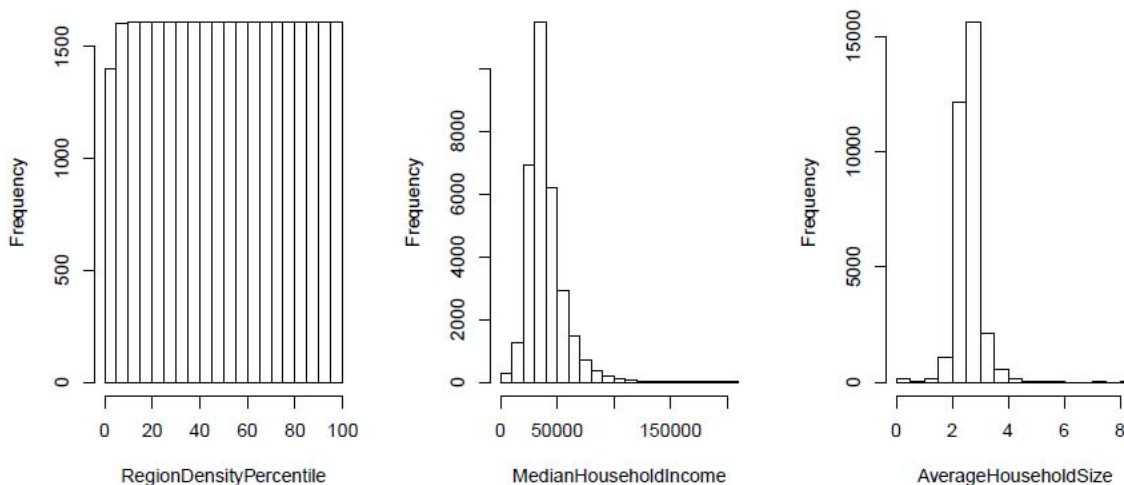 Frequency
0
500
1000
1500
0 20 40 60 80 100
RegionDensityPercentile
Frequency
0
2000
4000
6000
8000
0 50000 150000
MedianHouseholdIncome
Frequency
0
5000
10000
15000
0 2 4 6 8
AverageHouseholdSize